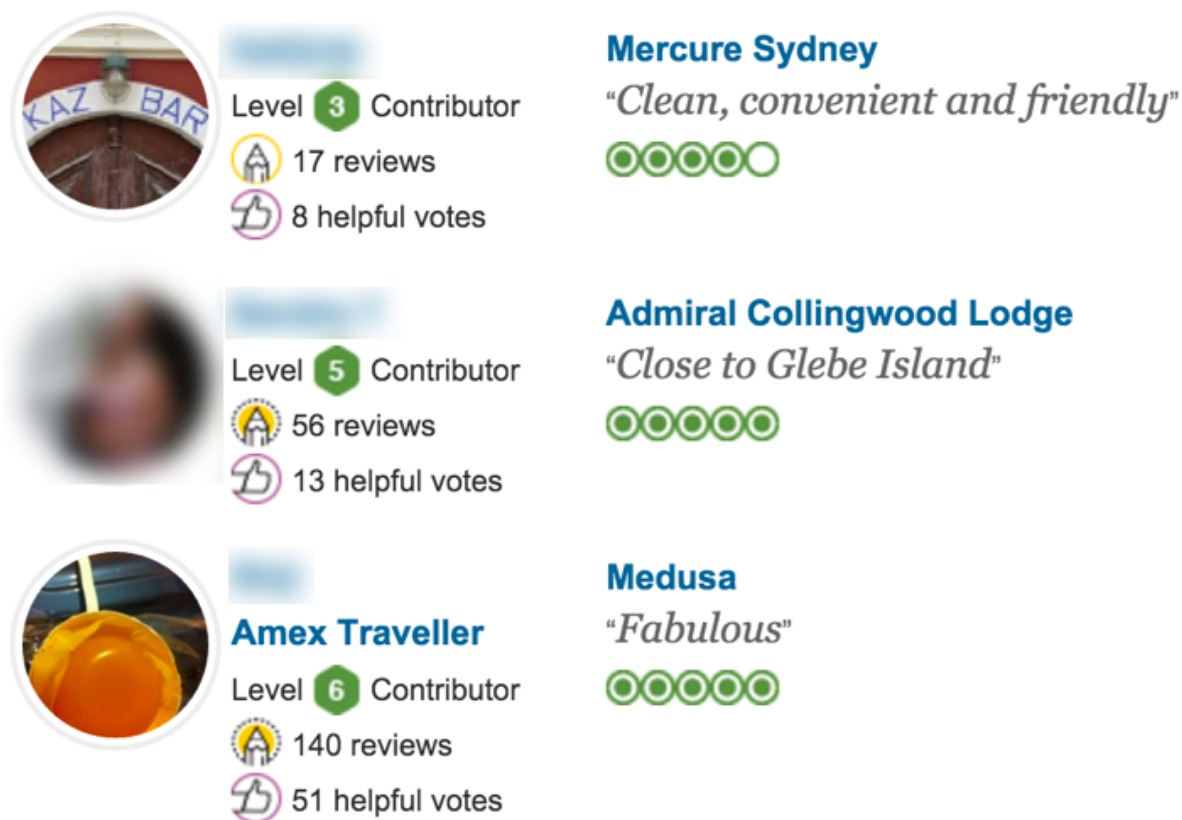 KAZ BAR
Level 3 Contributor
17 reviews
8 helpful votes
Mercure Sydney
“Clean, convenient and friendly”
Level 5 Contributor
56 reviews
13 helpful votes
Admiral Collingwood Lodge
“Close to Glebe Island”
Amex Traveller
Level 6 Contributor
140 reviews
51 helpful votes
Medusa
“Fabulous”